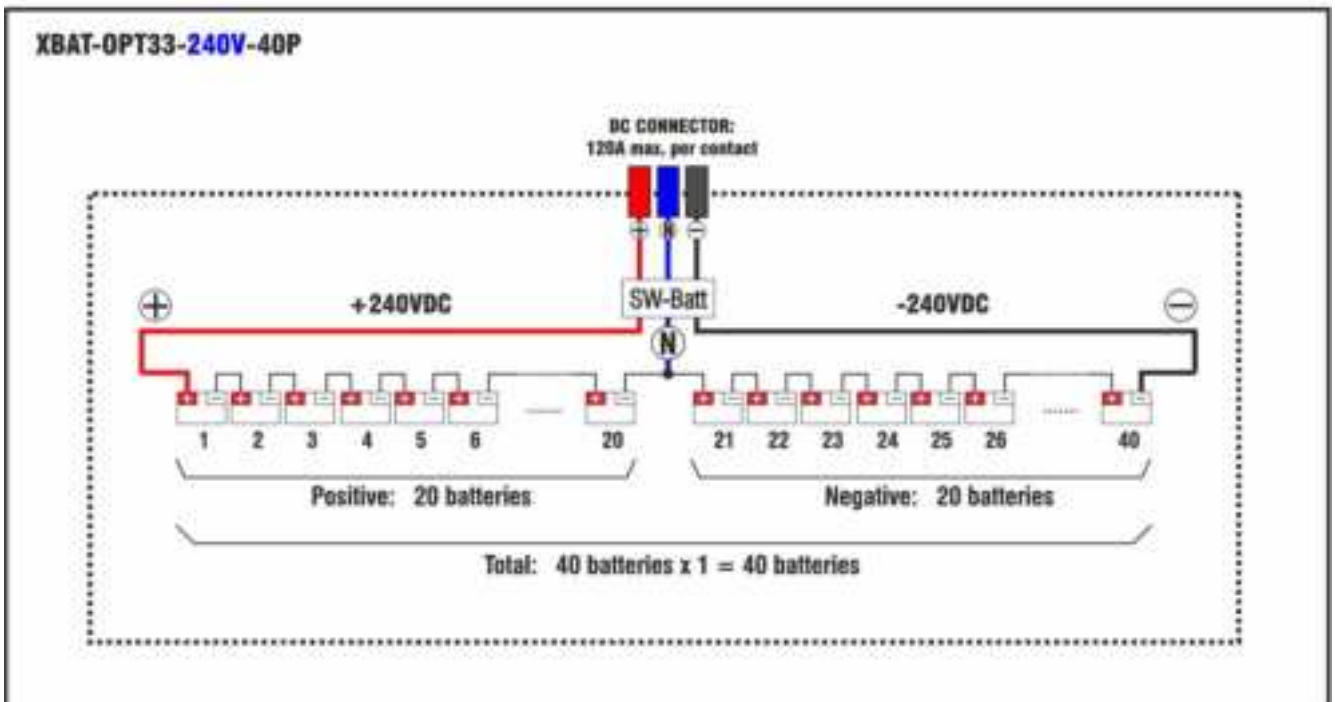 XBAT-OPT33-240V-40P
DC CONNECTOR:
120A max. per contact
+ N −
SW-Batt
+ +240VDC -240VDC −
N
+ − + − + − + − + − + − ...... + − + − + − + − + − + − + − ...... + −
1 2 3 4 5 6 20 21 22 23 24 25 26 40
Positive: 20 batteries Negative: 20 batteries
Total: 40 batteries x 1 = 40 batteries